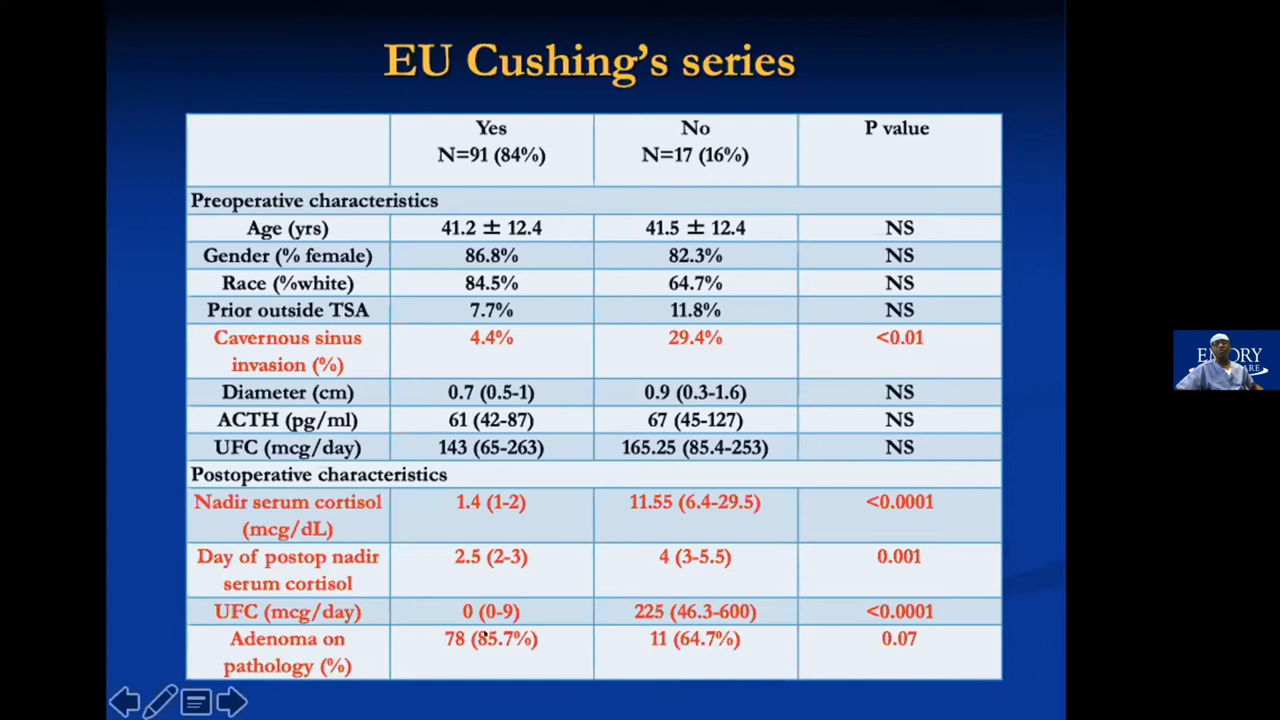 EU Cushing's series
Yes No P value
N=91 (84%) N=17 (16%)
Preoperative characteristics
Age (yrs) 41.2 ± 12.4 41.5 ± 12.4 NS
Gender (% female) 86.8% 82.3% NS
Race (%white) 84.5% 64.7% NS
Prior outside TSA 7.7% 11.8% NS
Cavernous sinus 4.4% 29.4% <0.01
invasion (%)
Diameter (cm) 0.7 (0.5-1) 0.9 (0.3-1.6) NS
ACTH (pg/ml) 61 (42-87) 67 (45-127) NS
UFC (mcg/day) 143 (65-263) 165.25 (85.4-253) NS
Postoperative characteristics
Nadir serum cortisol 1.4 (1-2) 11.55 (6.4-29.5) <0.0001
(mcg/dL)
Day of postop nadir 2.5 (2-3) 4 (3-5.5) 0.001
serum cortisol
UFC (mcg/day) 0 (0-9) 225 (46.3-600) <0.0001
Adenoma on 78 (85.7%) 11 (64.7%) 0.07
pathology (%)